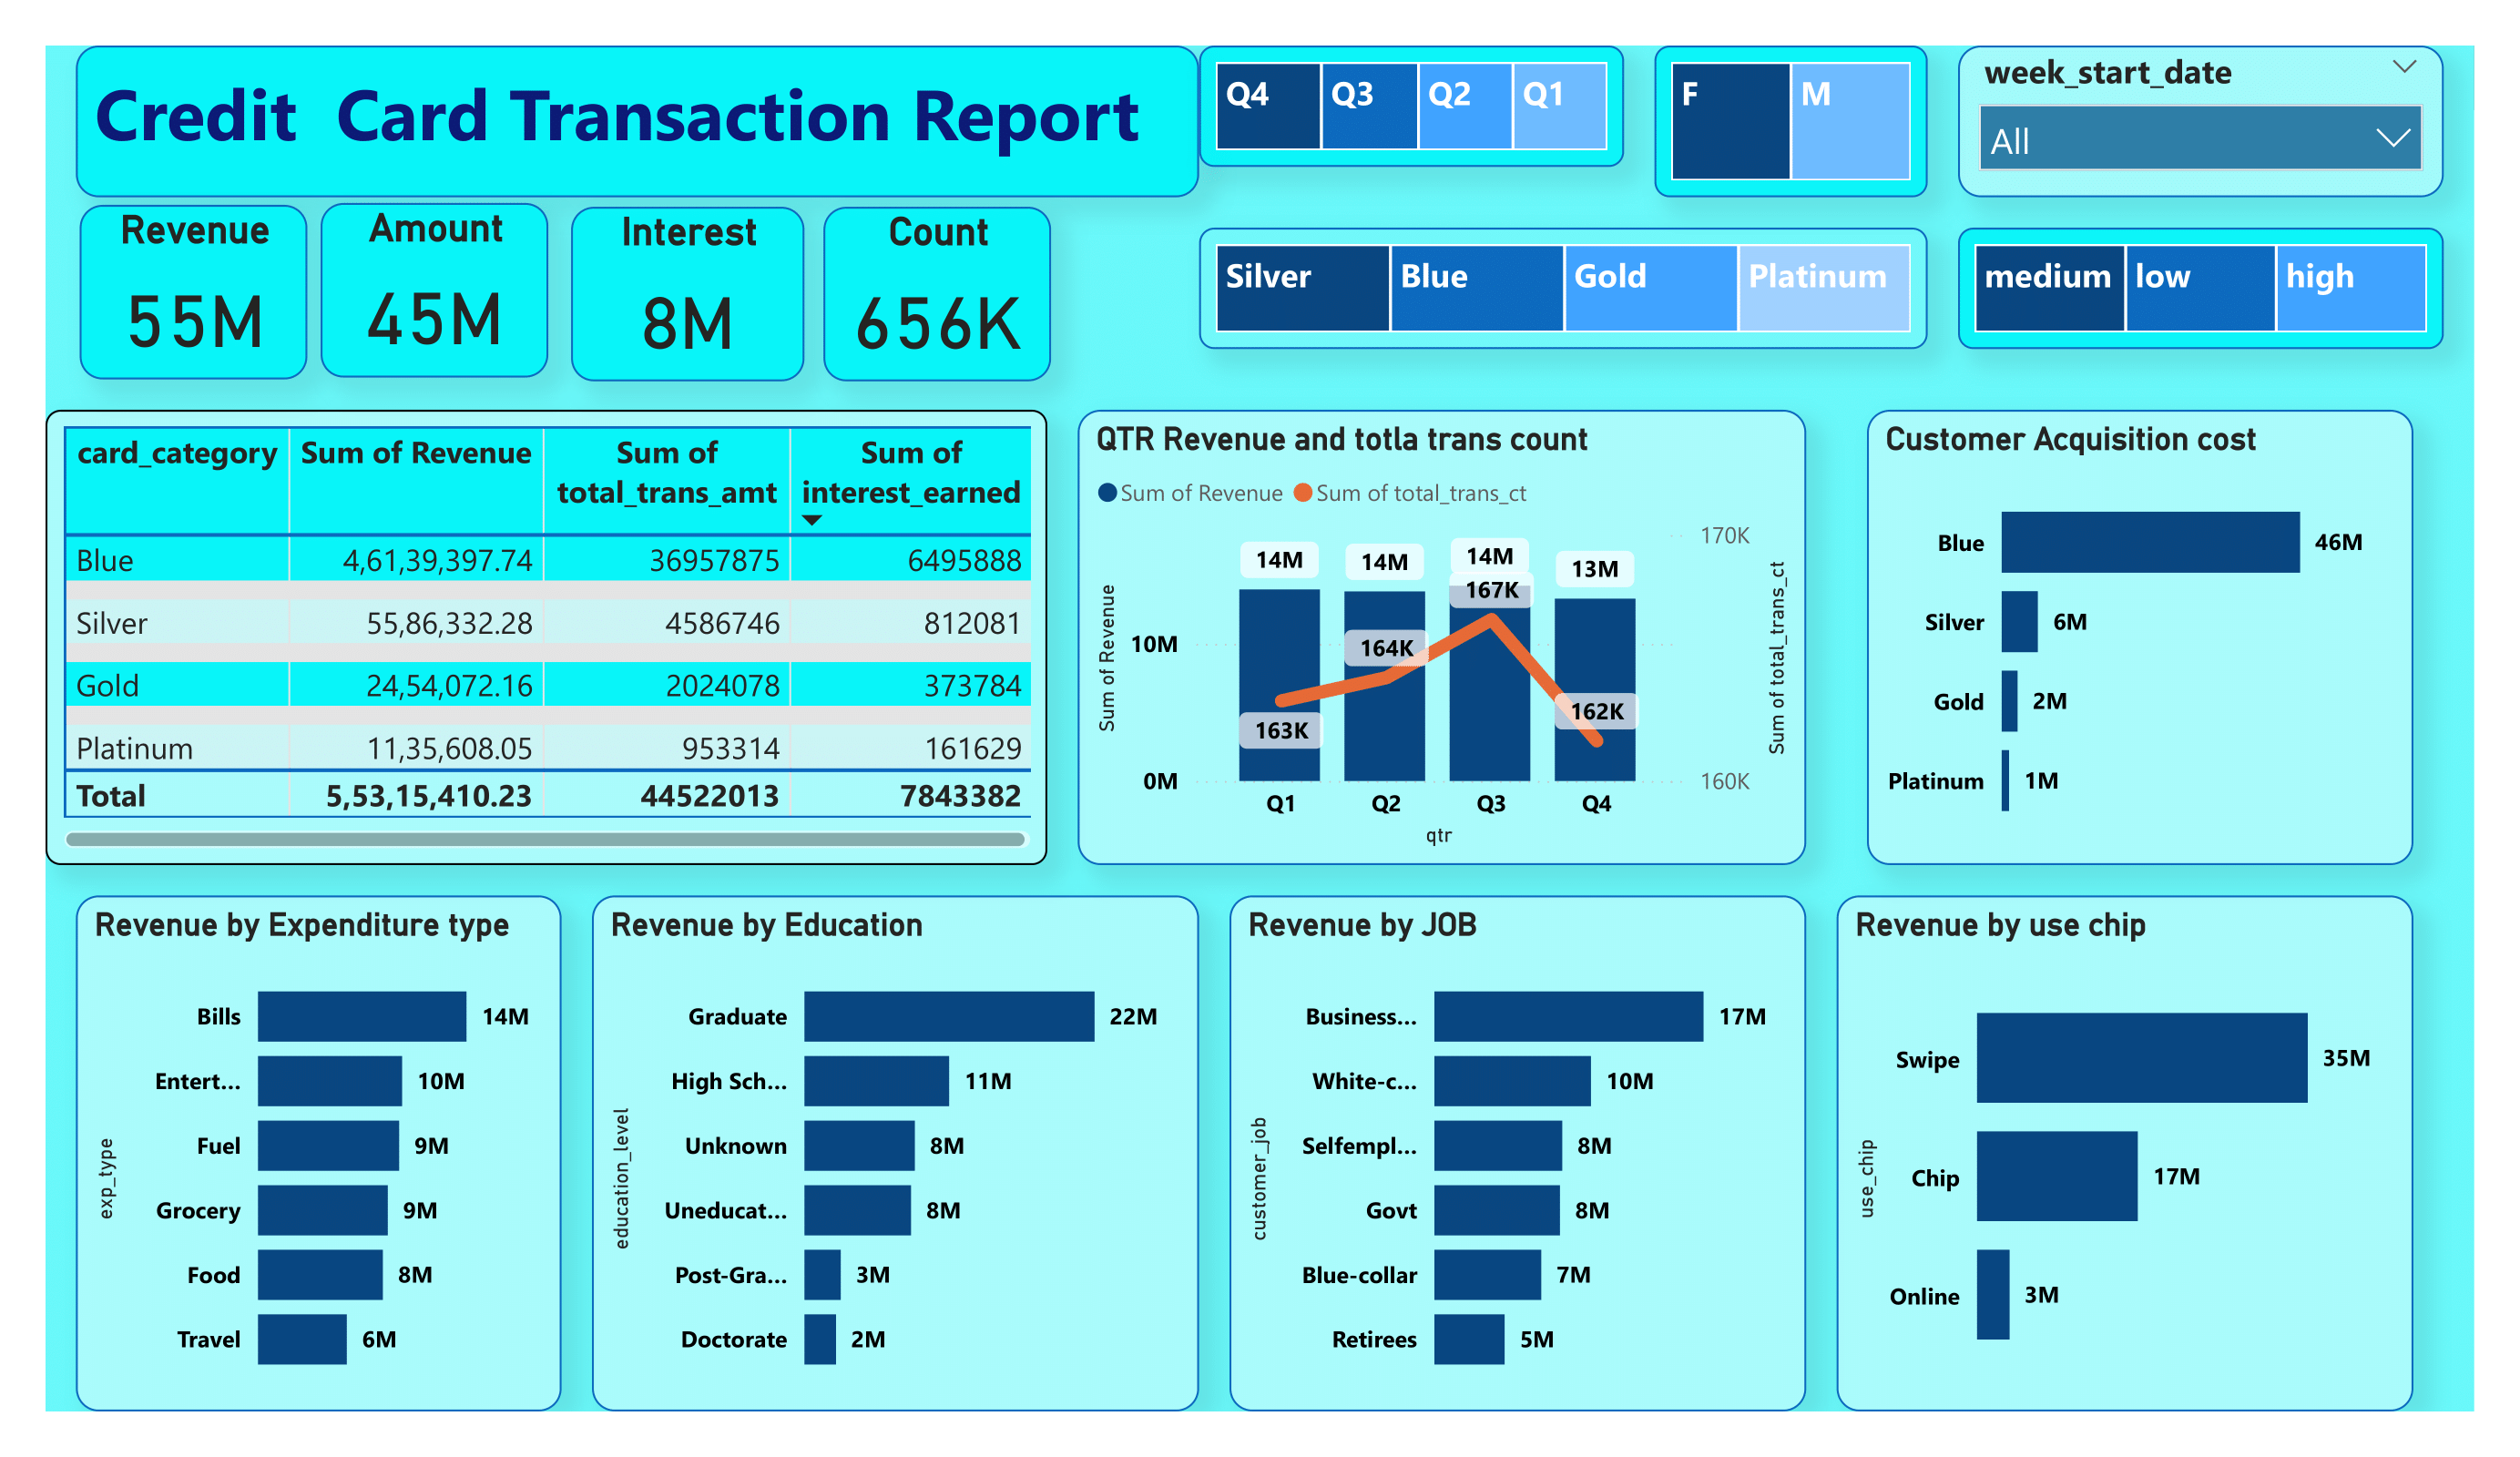 Credit Card Transaction Report
Q4 Q3 Q2 Q1
F M
week_start_date
All
Revenue
55M
Amount
45M
Interest
8M
Count
656K
Silver Blue Gold Platinum
medium low high
card_category Sum of Revenue Sum of Sum of
total_trans_amt interest_earned
Blue 4,61,39,397.74 36957875 6495888
Silver 55,86,332.28 4586746 812081
Gold 24,54,072.16 2024078 373784
Platinum 11,35,608.05 953314 161629
Total 5,53,15,410.23 44522013 7843382
QTR Revenue and totla trans count
Sum of Revenue Sum of total_trans_ct
170K
14M 14M 14M 13M
167K
10M
164K
162K
163K
0M
160K
Q1 Q2 Q3 Q4
qtr
Sum of Revenue
Sum of total_trans_ct
Customer Acquisition cost
Blue 46M
Silver 6M
Gold 2M
Platinum 1M
Revenue by Expenditure type
exp_type
Bills 14M
Entert... 10M
Fuel 9M
Grocery 9M
Food 8M
Travel 6M
Revenue by Education
education_level
Graduate 22M
High Sch... 11M
Unknown 8M
Uneducat... 8M
Post-Gra... 3M
Doctorate 2M
Revenue by JOB
customer_job
Business... 17M
White-c... 10M
Selfempl... 8M
Govt 8M
Blue-collar 7M
Retirees 5M
Revenue by use chip
use_chip
Swipe 35M
Chip 17M
Online 3M